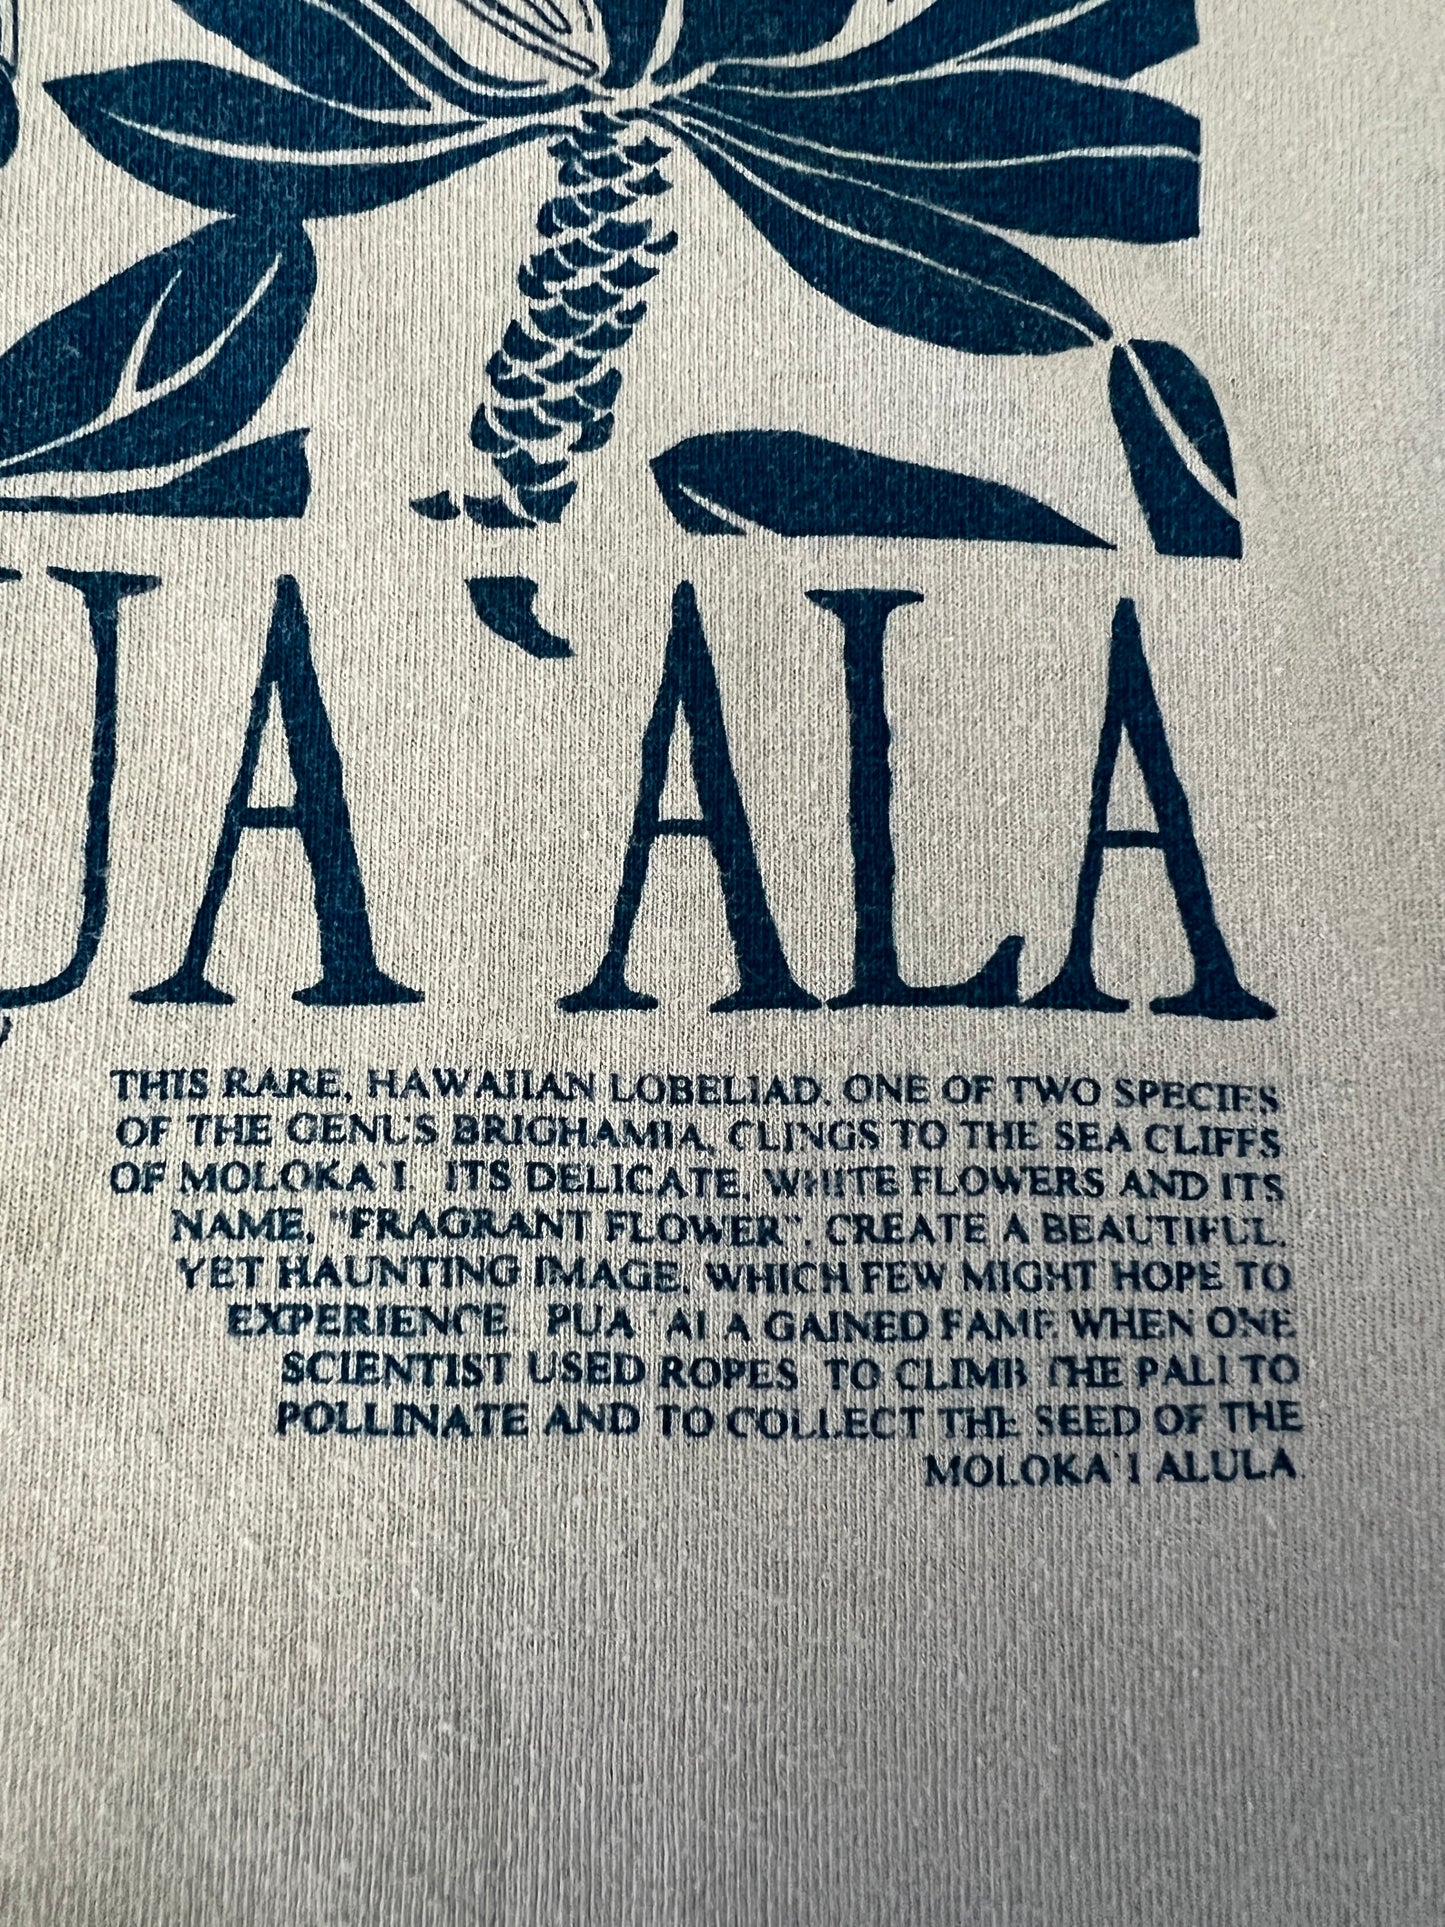 UA ʻALA
THIS RARE, HAWAIIAN LOBELIAD, ONE OF TWO SPECIES
OF THE GENUS BRIGHAMIA, CLINGS TO THE SEA CLIFFS
OF MOLOKA`I. ITS DELICATE, WHITE FLOWERS AND ITS
NAME, "FRAGRANT FLOWER", CREATE A BEAUTIFUL,
YET HAUNTING IMAGE, WHICH FEW MIGHT HOPE TO
EXPERIENCE. PUA `ALA GAINED FAME WHEN ONE
SCIENTIST USED ROPES TO CLIMB THE PALI TO
POLLINATE AND TO COLLECT THE SEED OF THE
MOLOKA`I ALULA.